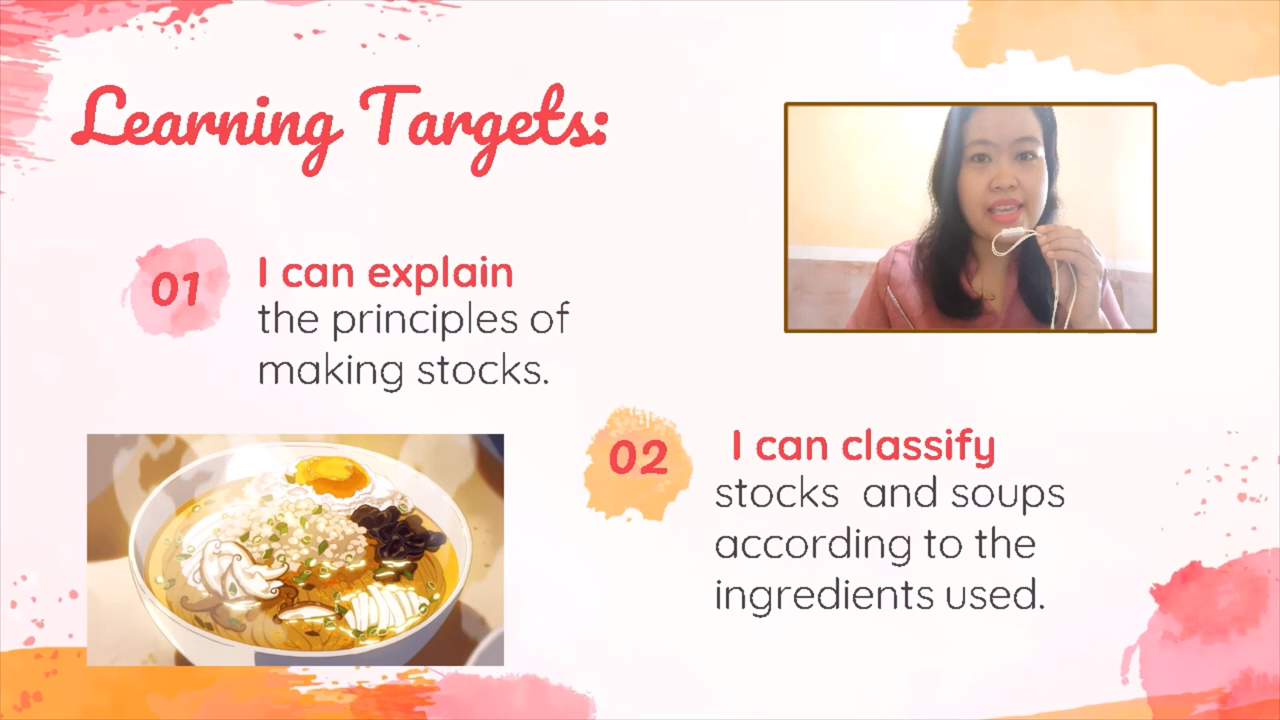 Learning Targets:
01
I can explain
the principles of
making stocks.
02
I can classify
stocks and soups
according to the
ingredients used.